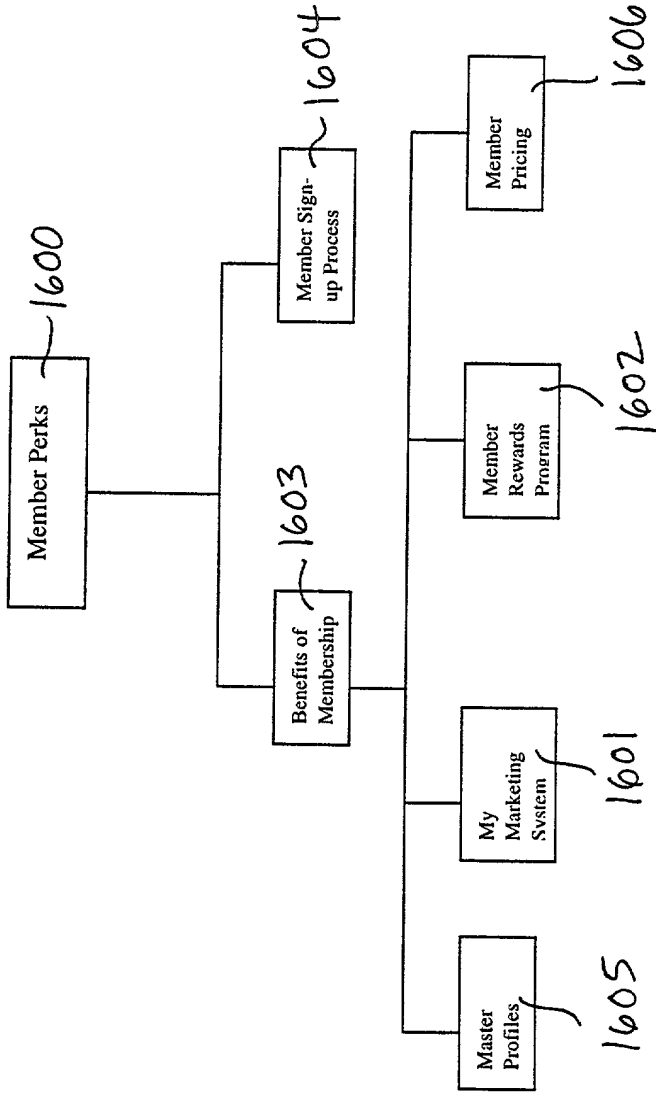 Member Perks
1600
Benefits of
Membership
1603
Member Sign-
up Process
1604
Master
Profiles
1605
My
Marketing
System
1601
Member
Rewards
Program
1602
Member
Pricing
1606